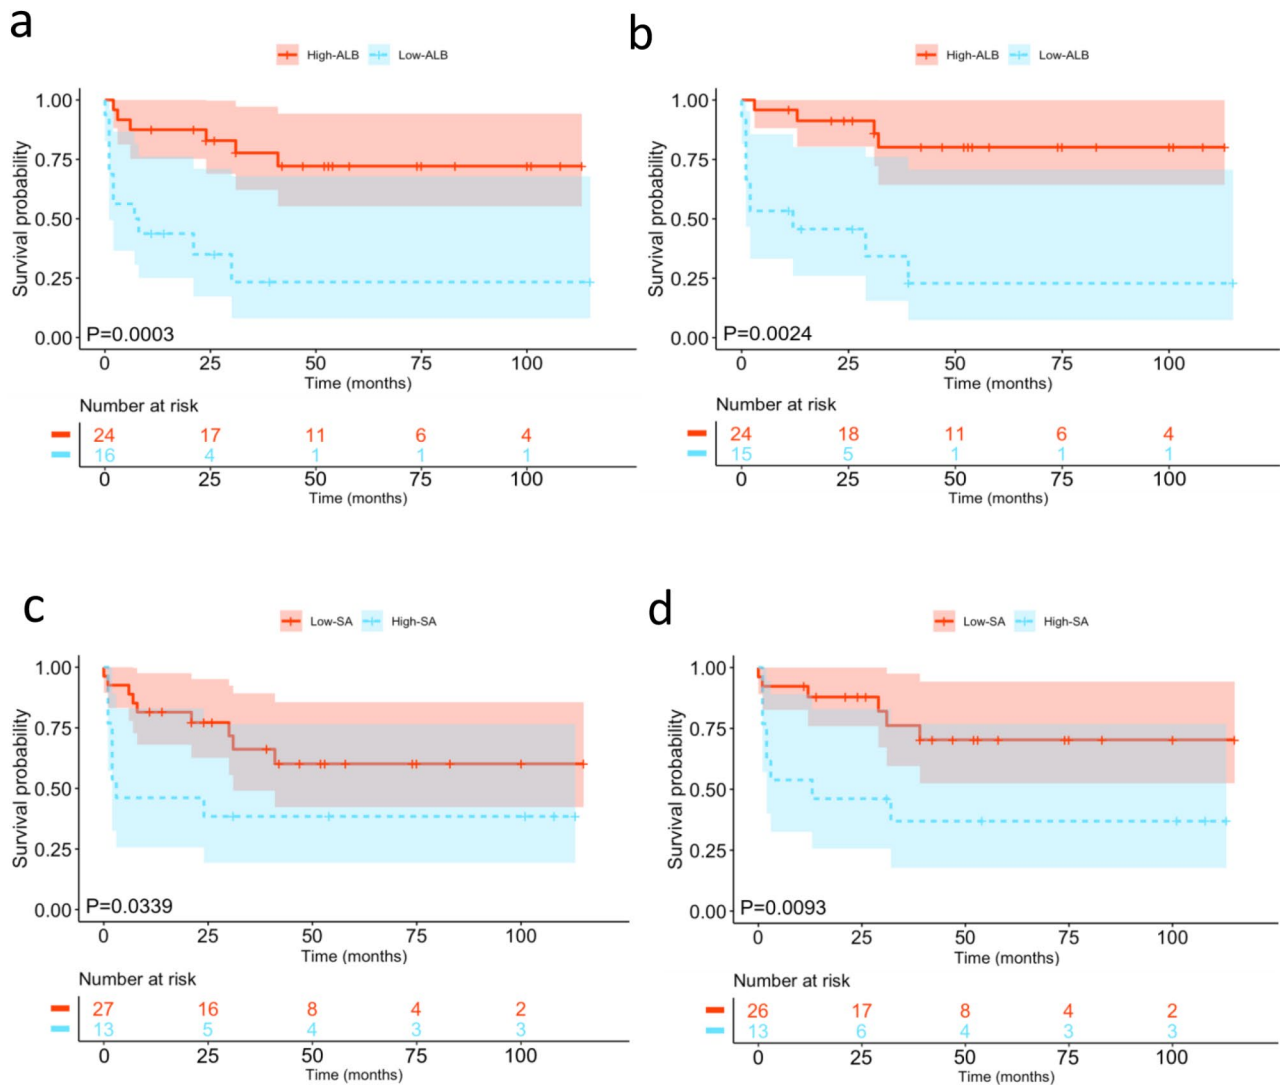 a
High-ALB Low-ALB
Survival probability
1.00
0.75
0.50
0.25
0.00
P=0.0003
0 25 50 75 100
Time (months)
Number at risk
24 17 11 6 4
16 4 1 1 1
0 25 50 75 100
Time (months)
b
High-ALB Low-ALB
Survival probability
1.00
0.75
0.50
0.25
0.00
P=0.0024
0 25 50 75 100
Time (months)
Number at risk
24 18 11 6 4
15 5 1 1 1
0 25 50 75 100
Time (months)
c
Low-SA High-SA
Survival probability
1.00
0.75
0.50
0.25
0.00
P=0.0339
0 25 50 75 100
Time (months)
Number at risk
27 16 8 4 2
13 5 4 3 3
0 25 50 75 100
Time (months)
d
Low-SA High-SA
Survival probability
1.00
0.75
0.50
0.25
0.00
P=0.0093
0 25 50 75 100
Time (months)
Number at risk
26 17 8 4 2
13 6 4 3 3
0 25 50 75 100
Time (months)